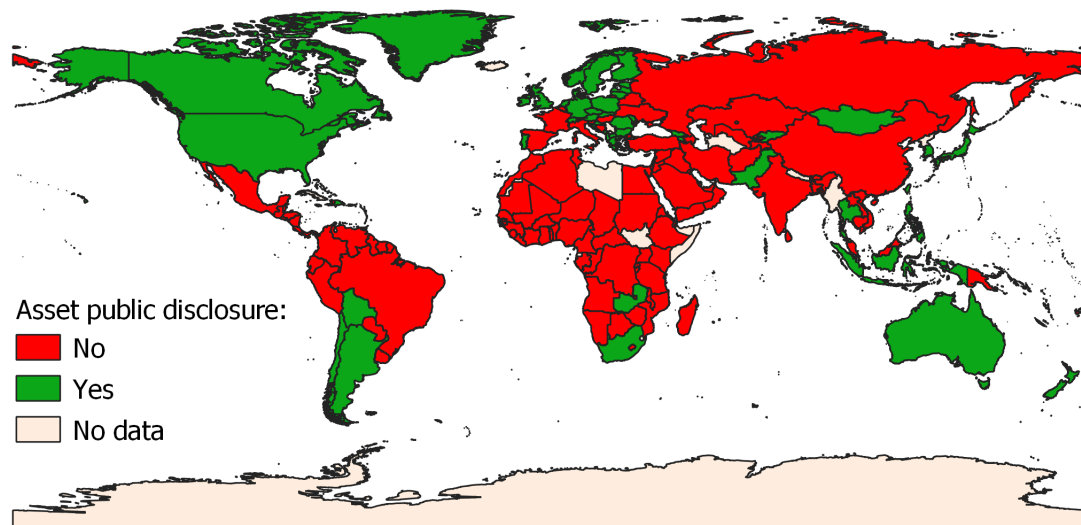 Asset public disclosure:
No
Yes
No data